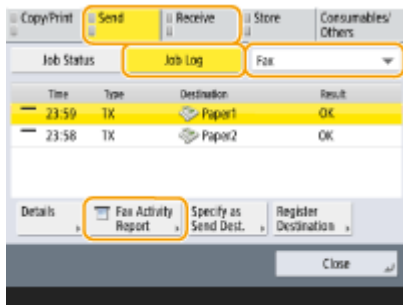 Copy/Print Send Receive Store Consumables/
Others
Job Status Job Log Fax
Time Type Destination Result
23:59 TX Paper1 OK
23:58 TX Paper2 OK
Details Fax Activity Specify as Register
Report Send Dest. Destination
Close